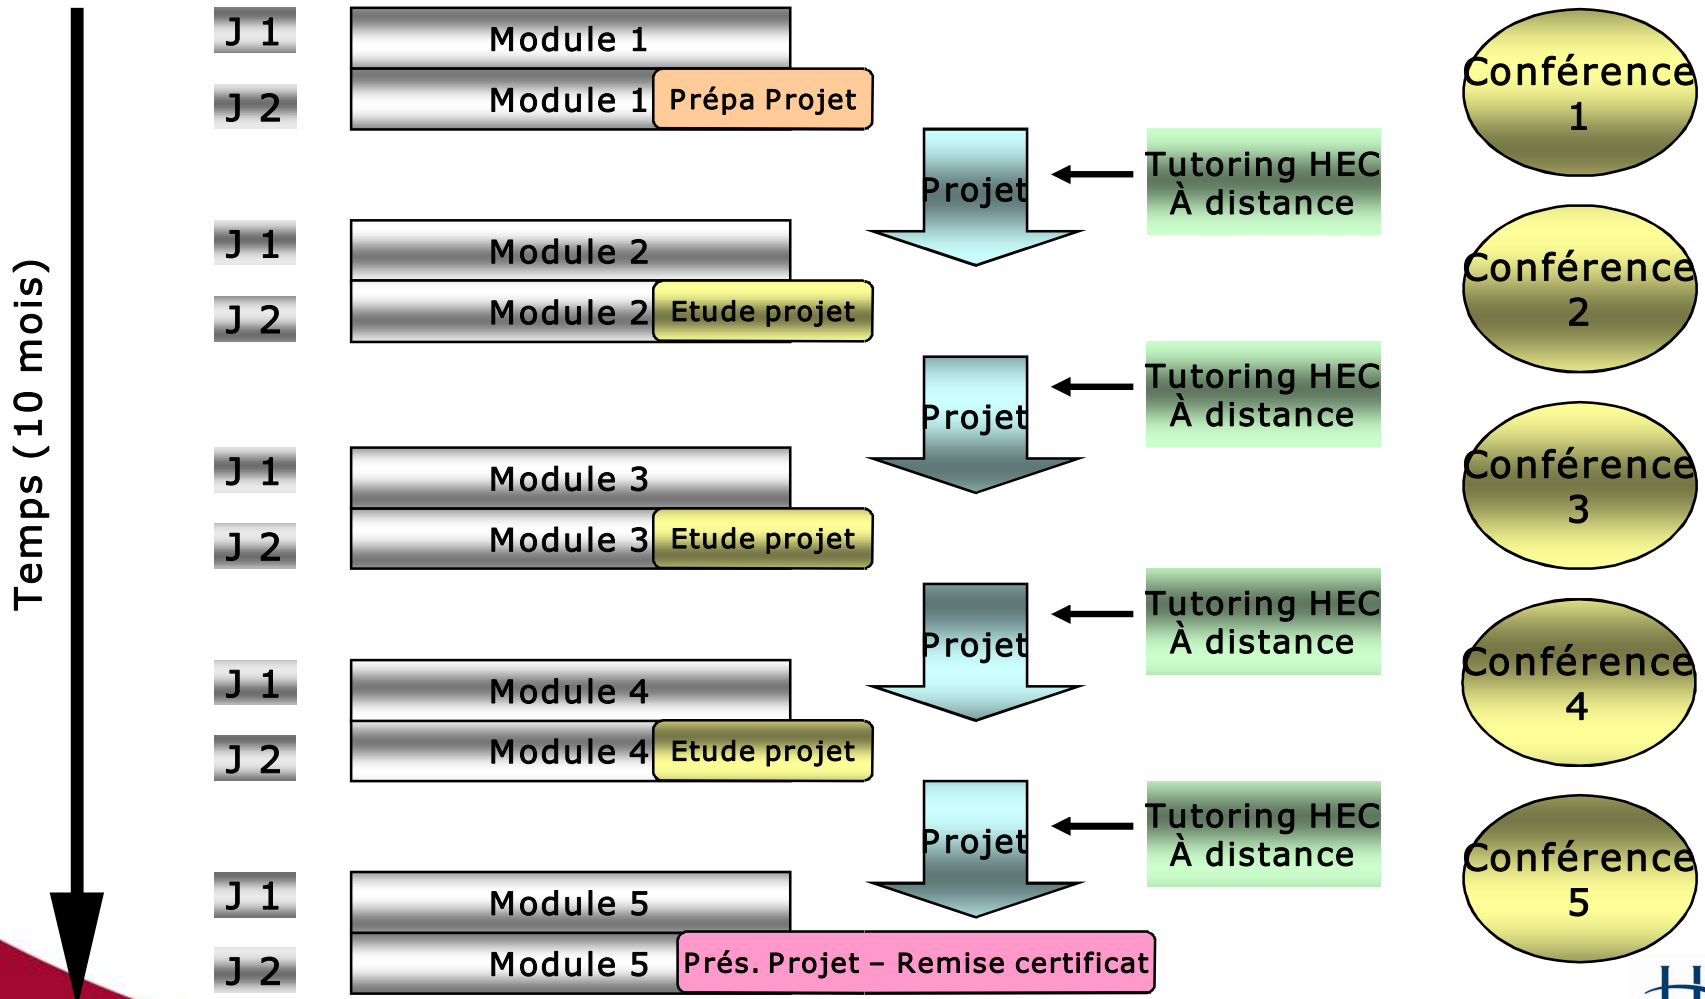 J 1
Module 1
J 2
Module 1
Prépa Projet
Conférence
1
Projet
Tutoring HEC
À distance
J 1
Module 2
J 2
Module 2
Etude projet
Conférence
2
Projet
Tutoring HEC
À distance
Temps (10 mois)
J 1
Module 3
J 2
Module 3
Etude projet
Conférence
3
Projet
Tutoring HEC
À distance
J 1
Module 4
J 2
Module 4
Etude projet
Conférence
4
Projet
Tutoring HEC
À distance
J 1
Module 5
J 2
Module 5
Prés. Projet – Remise certificat
Conférence
5